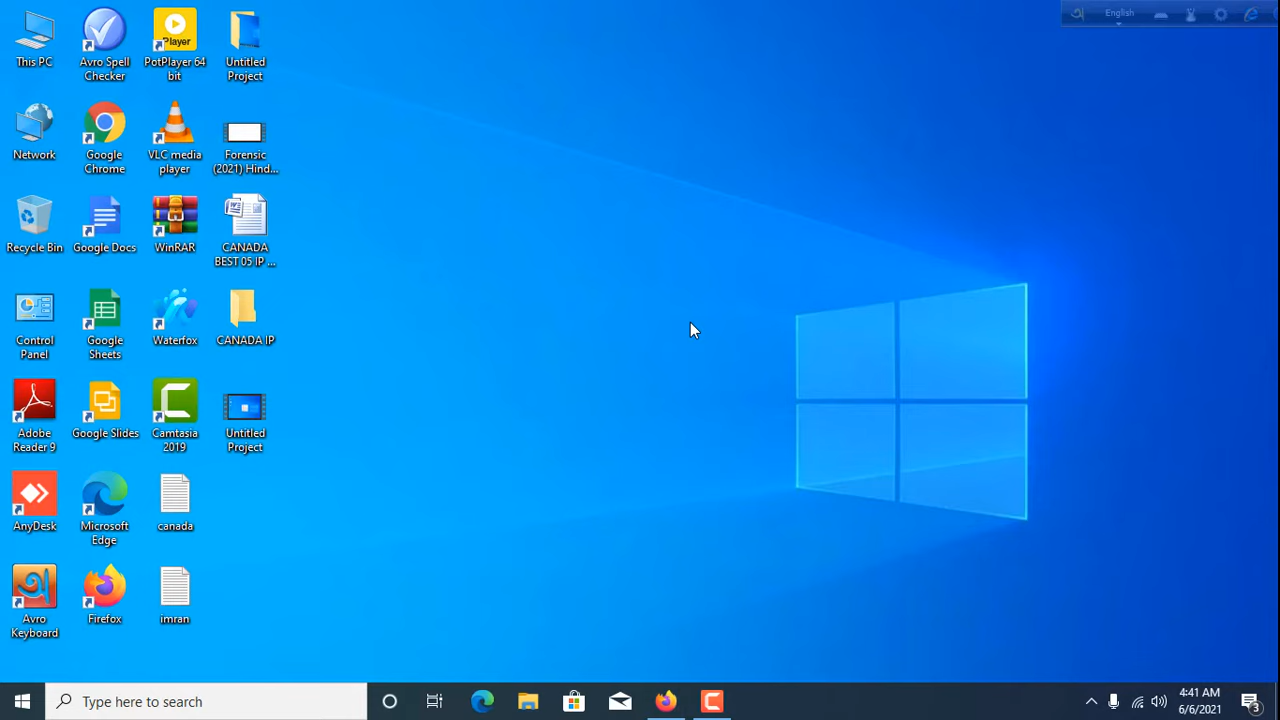 English
This PC
Avro Spell
Checker
PotPlayer 64
bit
Untitled
Project
Network
Google
Chrome
VLC media
player
Forensic
(2021) Hind...
Recycle Bin
Google Docs
WinRAR
CANADA
BEST 05 IP ...
Control
Panel
Google
Sheets
Waterfox
CANADA IP
Adobe
Reader 9
Google Slides
Camtasia
2019
Untitled
Project
AnyDesk
Microsoft
Edge
canada
Avro
Keyboard
Firefox
imran
Type here to search
4:41 AM
6/6/2021
3